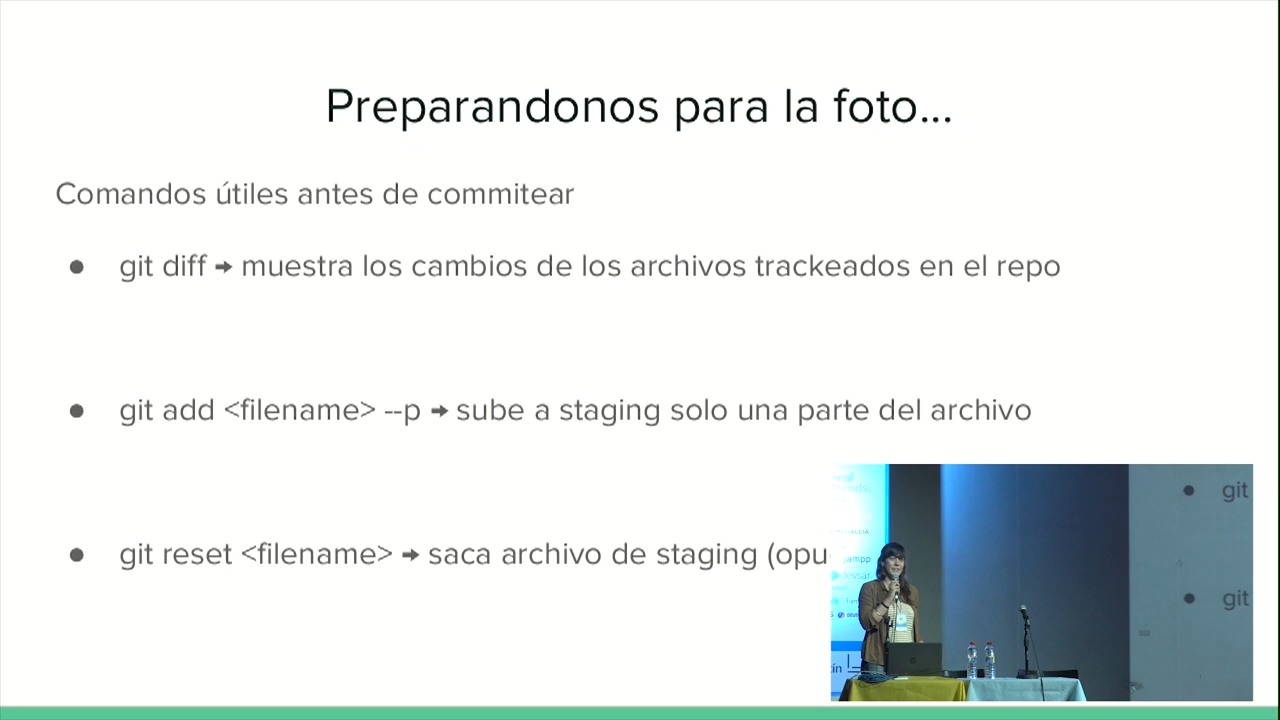 Preparandonos para la foto...
Comandos útiles antes de commitear
● git diff → muestra los cambios de los archivos trackeados en el repo
● git add <filename> --p → sube a staging solo una parte del archivo
● git reset <filename> → saca archivo de staging (opu
● git
● git
jampp
devsar